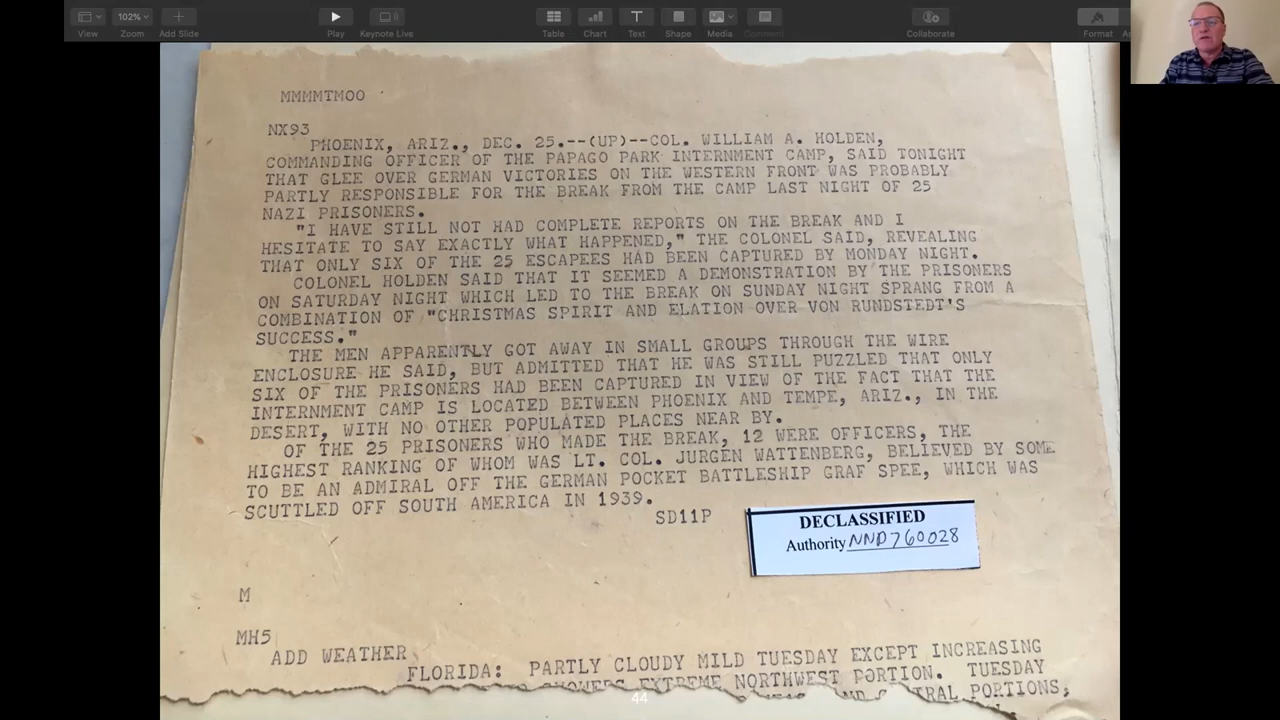 View
102%
Zoom
Add Slide
Play
Keynote Live
Table
Chart
Text
Shape
Media
Comment
Collaborate
Format
MMMMTMOO
NX93
PHOENIX, ARIZ., DEC. 25.--(UP)--COL. WILLIAM A. HOLDEN,
COMMANDING OFFICER OF THE PAPAGO PARK INTERNMENT CAMP, SAID TONIGHT
THAT GLEE OVER GERMAN VICTORIES ON THE WESTERN FRONT WAS PROBABLY
PARTLY RESPONSIBLE FOR THE BREAK FROM THE CAMP LAST NIGHT OF 25
NAZI PRISONERS.
"I HAVE STILL NOT HAD COMPLETE REPORTS ON THE BREAK AND I
HESITATE TO SAY EXACTLY WHAT HAPPENED," THE COLONEL SAID, REVEALING
THAT ONLY SIX OF THE 25 ESCAPEES HAD BEEN CAPTURED BY MONDAY NIGHT.
COLONEL HOLDEN SAID THAT IT SEEMED A DEMONSTRATION BY THE PRISONERS
ON SATURDAY NIGHT WHICH LED TO THE BREAK ON SUNDAY NIGHT SPRANG FROM A
COMBINATION OF "CHRISTMAS SPIRIT AND ELATION OVER VON RUNDSTEDT'S
SUCCESS."
THE MEN APPARENTLY GOT AWAY IN SMALL GROUPS THROUGH THE WIRE
ENCLOSURE HE SAID, BUT ADMITTED THAT HE WAS STILL PUZZLED THAT ONLY
SIX OF THE PRISONERS HAD BEEN CAPTURED IN VIEW OF THE FACT THAT THE
INTERNMENT CAMP IS LOCATED BETWEEN PHOENIX AND TEMPE, ARIZ., IN THE
DESERT, WITH NO OTHER POPULATED PLACES NEAR BY.
OF THE 25 PRISONERS WHO MADE THE BREAK, 12 WERE OFFICERS, THE
HIGHEST RANKING OF WHOM WAS LT. COL. JURGEN WATTENBERG, BELIEVED BY SOME
TO BE AN ADMIRAL OFF THE GERMAN POCKET BATTLESHIP GRAF SPEE, WHICH WAS
SCUTTLED OFF SOUTH AMERICA IN 1939.
SD11P
DECLASSIFIED
Authority NND760028
M
MH5
ADD WEATHER
FLORIDA: PARTLY CLOUDY MILD TUESDAY EXCEPT INCREASING
SHOWERS EXTREME NORTHWEST PORTION. TUESDAY
AND CENTRAL PORTIONS,
44